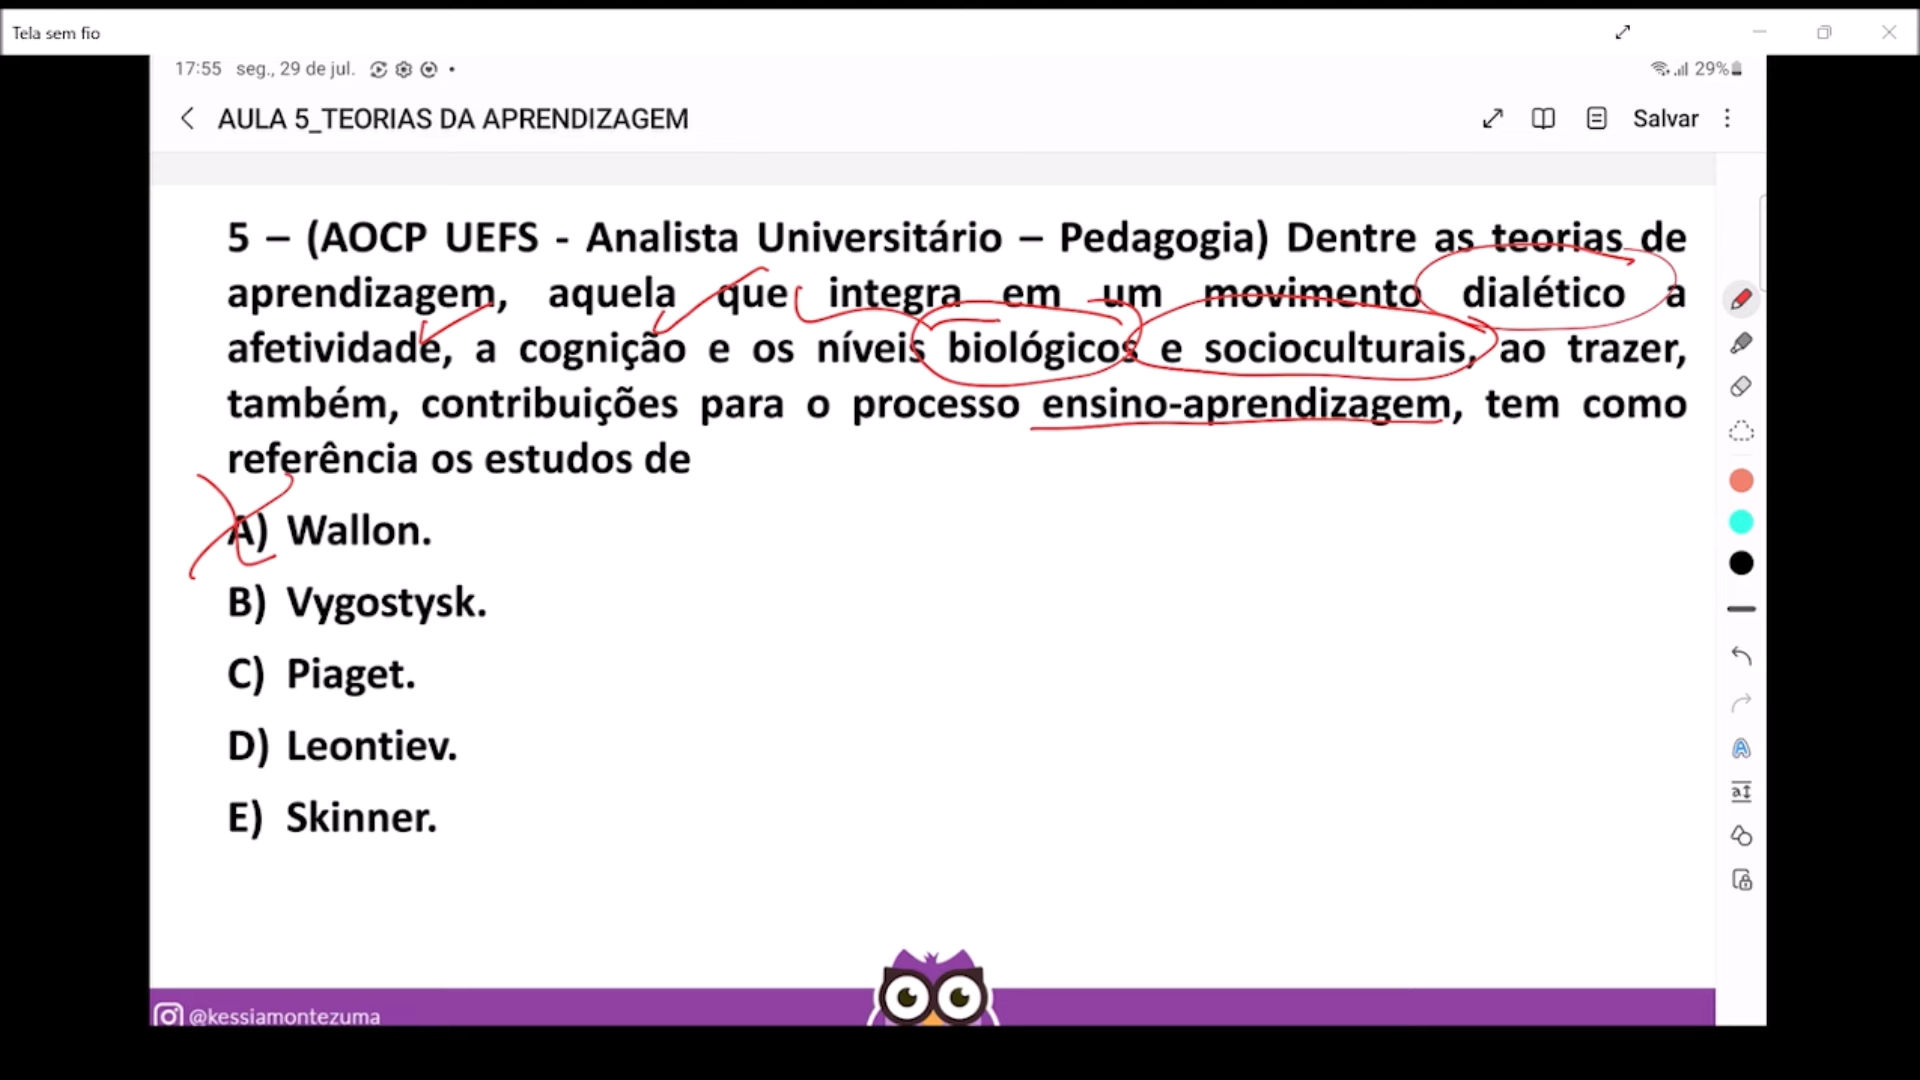 Tela sem fio
17:55 seg., 29 de jul. 29%
AULA 5_TEORIAS DA APRENDIZAGEM Salvar
5 – (AOCP UEFS - Analista Universitário – Pedagogia) Dentre as teorias de
aprendizagem, aquela que integra em um movimento dialético a
afetividade, a cognição e os níveis biológicos e socioculturais, ao trazer,
também, contribuições para o processo ensino-aprendizagem, tem como
referência os estudos de
A) Wallon.
B) Vygostysk.
C) Piaget.
D) Leontiev.
E) Skinner.
@kessiamontezuma